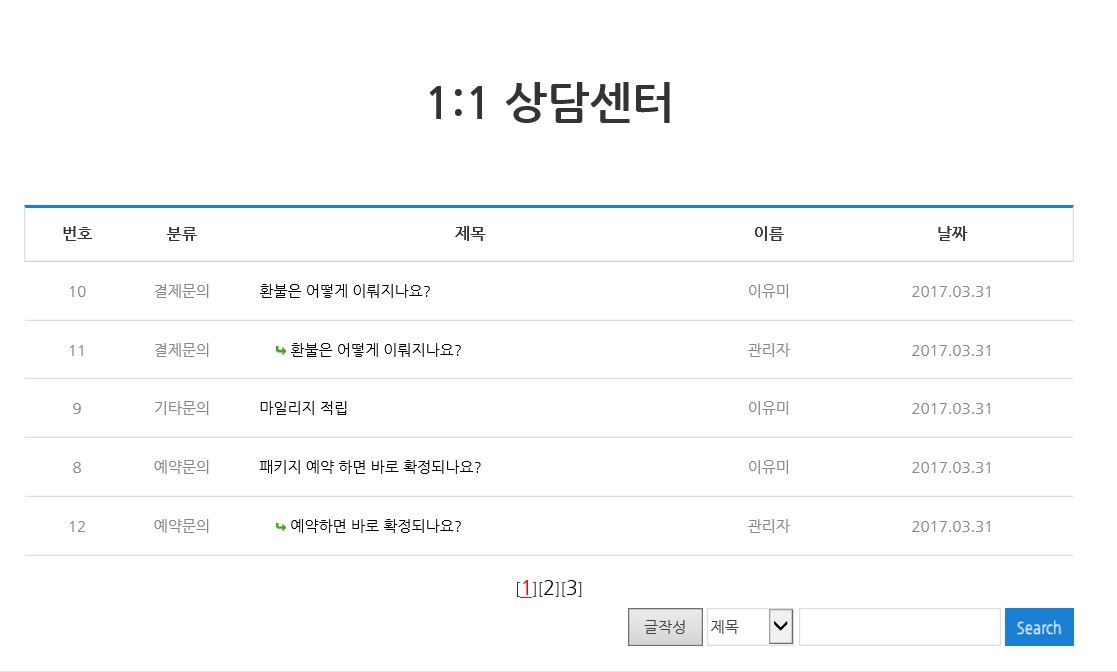 1:1 상담센터
번호 분류 제목 이름 날짜
10 결제문의 환불은 어떻게 이뤄지나요? 이유미 2017.03.31
11 결제문의 환불은 어떻게 이뤄지나요? 관리자 2017.03.31
9 기타문의 마일리지 적립 이유미 2017.03.31
8 예약문의 패키지 예약 하면 바로 확정되나요? 이유미 2017.03.31
12 예약문의 예약하면 바로 확정되나요? 관리자 2017.03.31
[1][2][3]
글작성 제목 Search